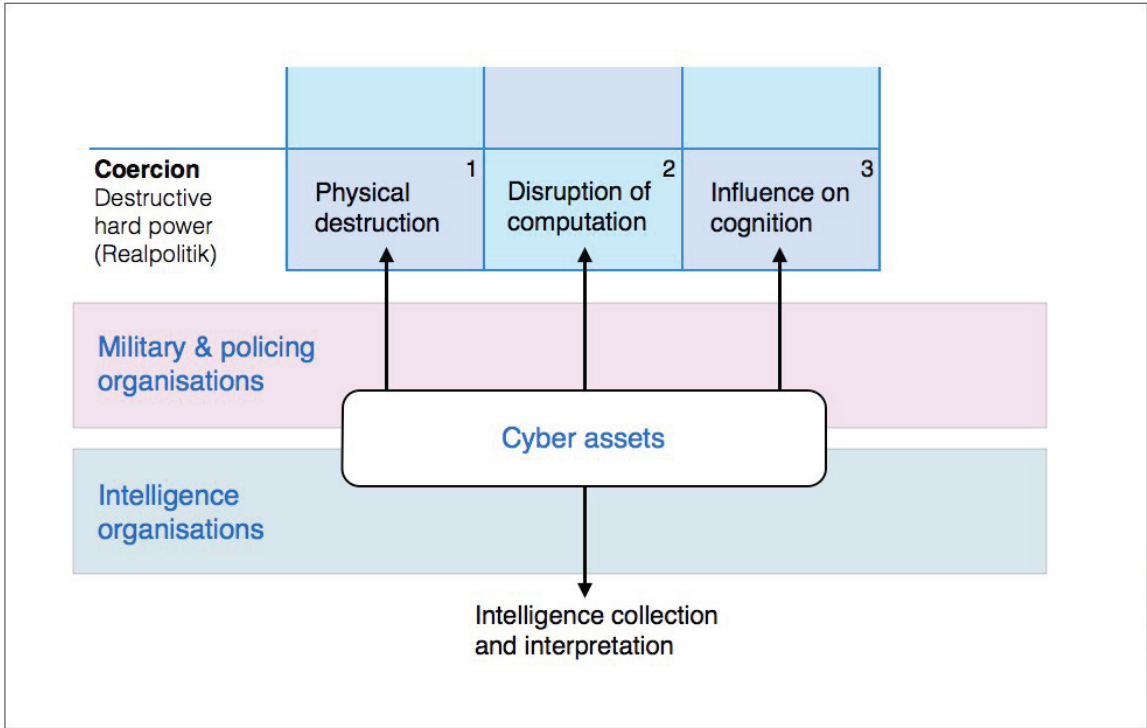 Coercion
Destructive
hard power
(Realpolitik)
1
Physical
destruction
2
Disruption of
computation
3
Influence on
cognition
Military & policing
organisations
Cyber assets
Intelligence
organisations
Intelligence collection
and interpretation